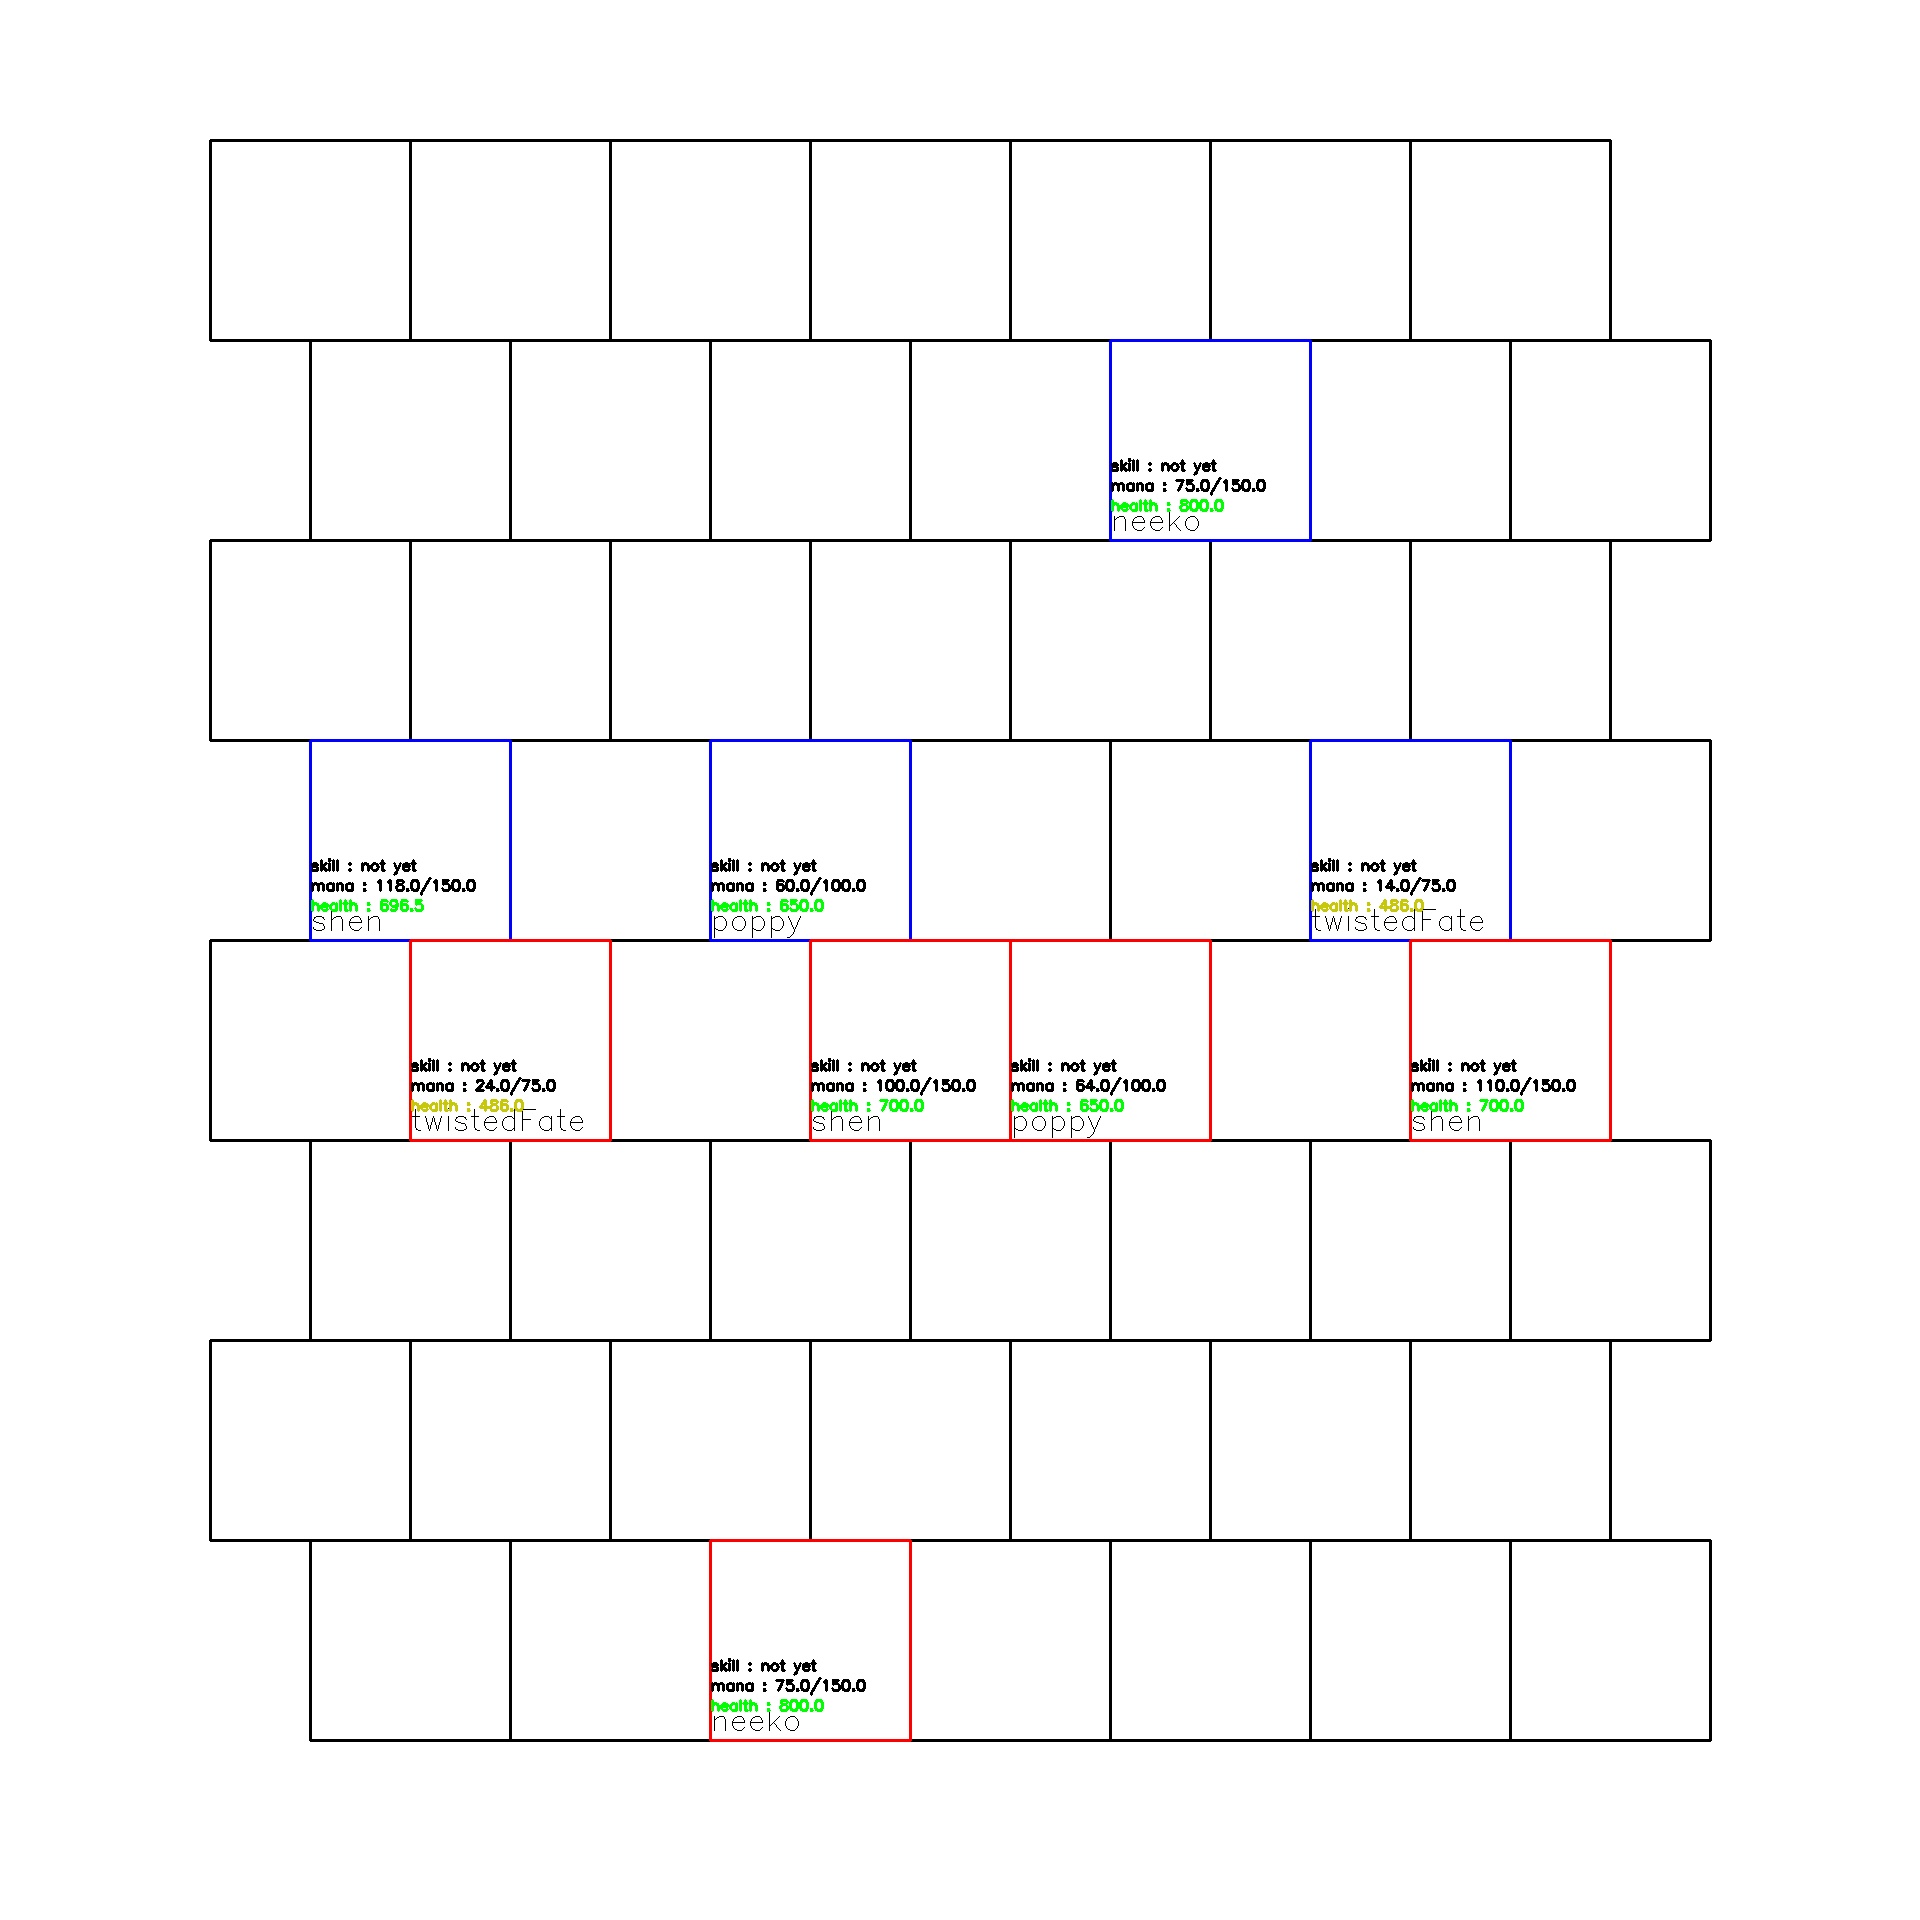 skill : not yet
mana : 75.0/150.0
health : 800.0
neeko
skill : not yet
mana : 118.0/150.0
health : 696.5
shen
skill : not yet
mana : 60.0/100.0
health : 650.0
poppy
skill : not yet
mana : 14.0/75.0
health : 486.0
twistedFate
skill : not yet
mana : 24.0/75.0
health : 486.0
twistedFate
skill : not yet
mana : 100.0/150.0
health : 700.0
shen
skill : not yet
mana : 64.0/100.0
health : 650.0
poppy
skill : not yet
mana : 110.0/150.0
health : 700.0
shen
skill : not yet
mana : 75.0/150.0
health : 800.0
neeko